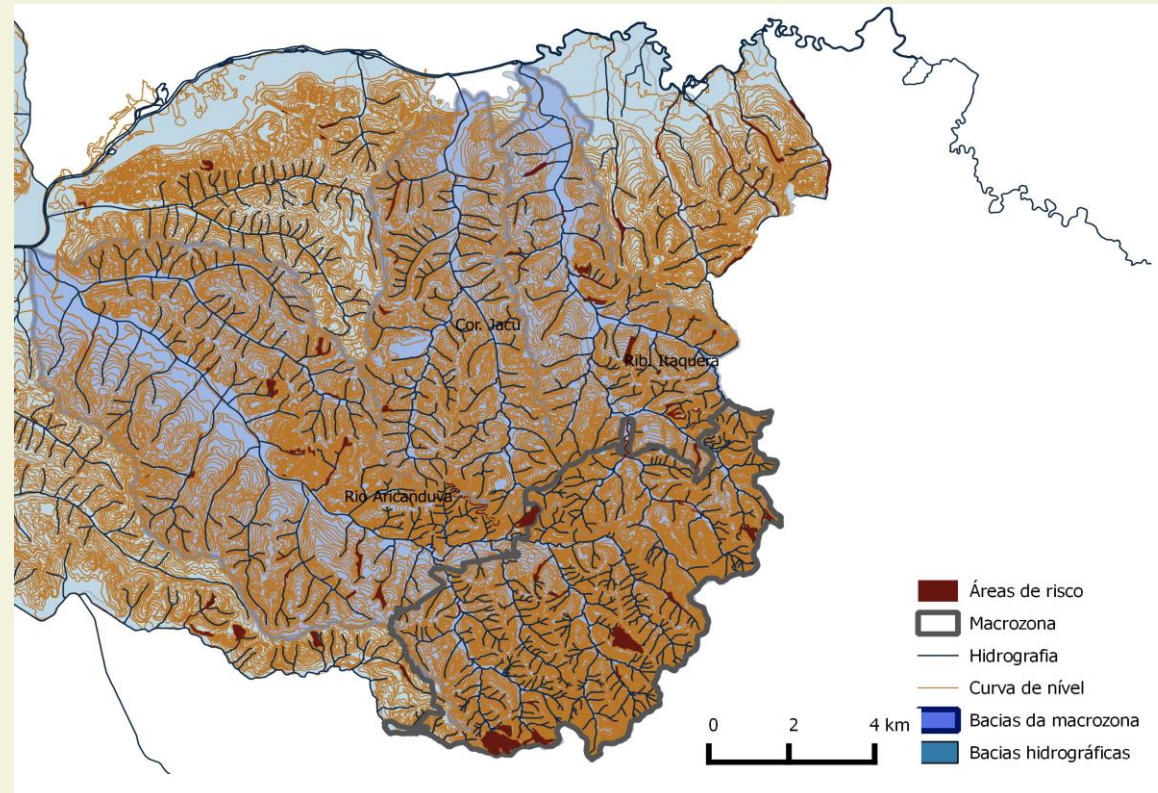 Cor. Jacú
Rib. Itaquera
Rio Aricanduva
Áreas de risco
Macrozona
Hidrografia
Curva de nível
Bacias da macrozona
Bacias hidrográficas
0 2 4 km